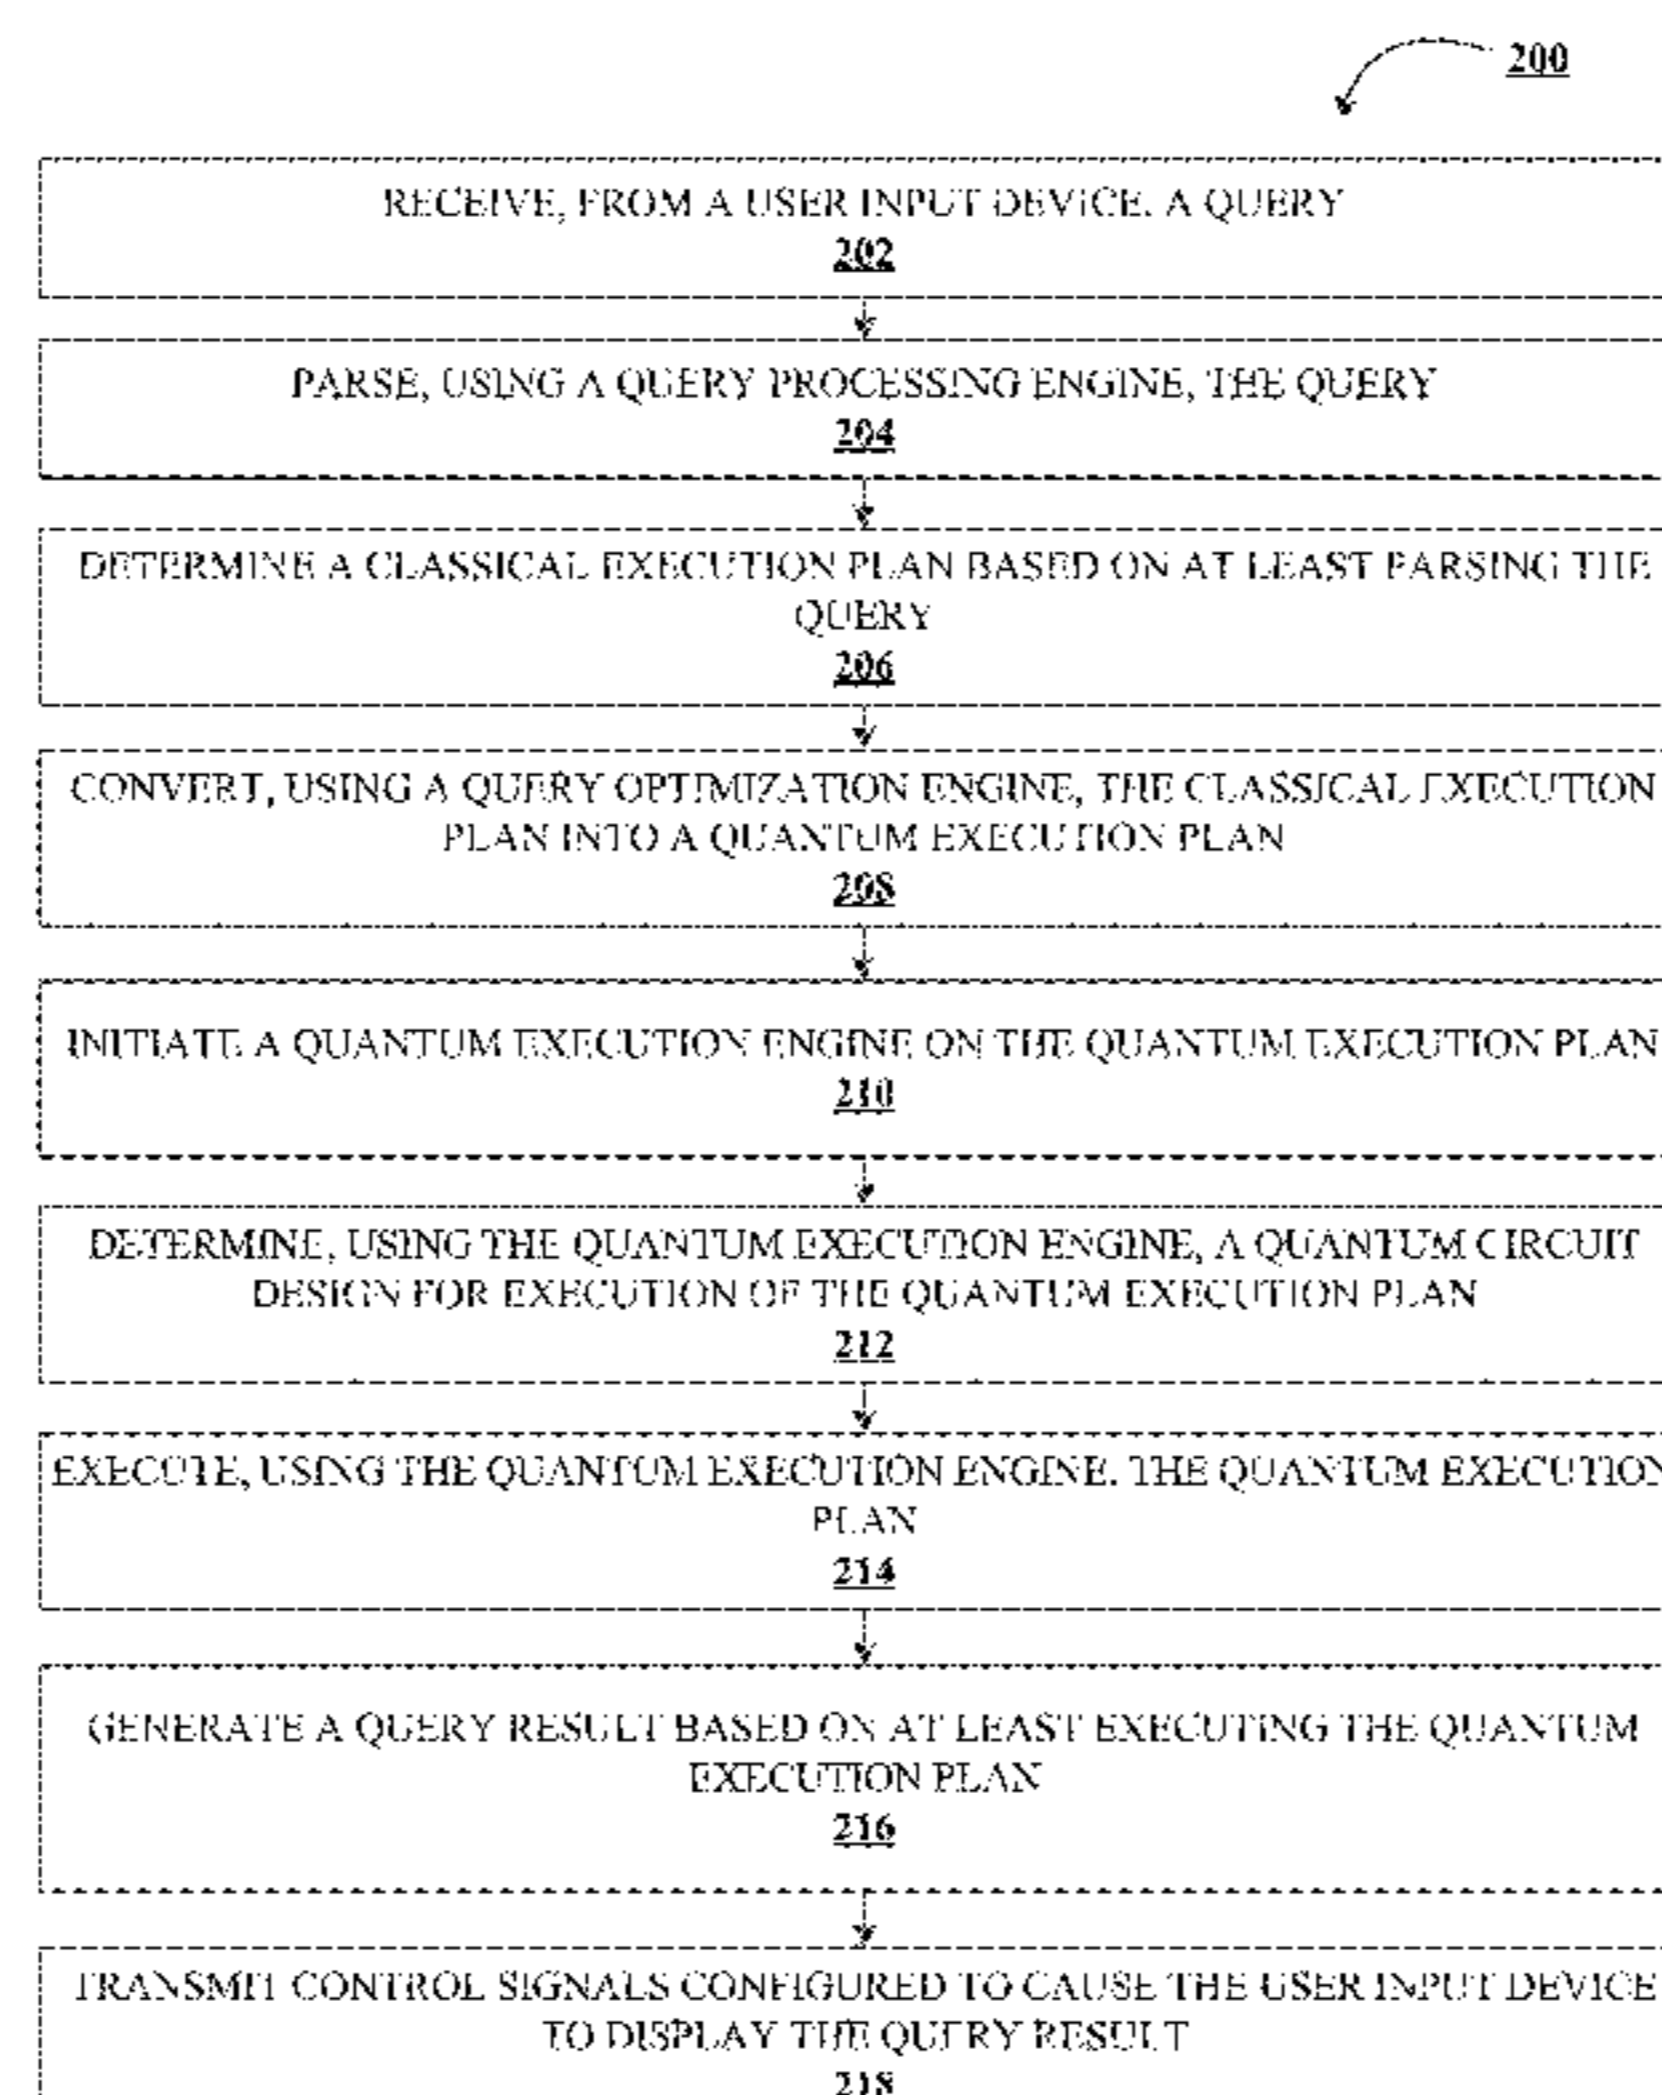 200
RECEIVE, FROM A USER INPUT DEVICE, A QUERY
202
PARSE, USING A QUERY PROCESSING ENGINE, THE QUERY
204
DETERMINE A CLASSICAL EXECUTION PLAN BASED ON AT LEAST PARSING THE
QUERY
206
CONVERT, USING A QUERY OPTIMIZATION ENGINE, THE CLASSICAL EXECUTION
PLAN INTO A QUANTUM EXECUTION PLAN
208
INITIATE A QUANTUM EXECUTION ENGINE ON THE QUANTUM EXECUTION PLAN
210
DETERMINE, USING THE QUANTUM EXECUTION ENGINE, A QUANTUM CIRCUIT
DESIGN FOR EXECUTION OF THE QUANTUM EXECUTION PLAN
212
EXECUTE, USING THE QUANTUM EXECUTION ENGINE, THE QUANTUM EXECUTION
PLAN
214
GENERATE A QUERY RESULT BASED ON AT LEAST EXECUTING THE QUANTUM
EXECUTION PLAN
216
TRANSMIT CONTROL SIGNALS CONFIGURED TO CAUSE THE USER INPUT DEVICE
TO DISPLAY THE QUERY RESULT
218